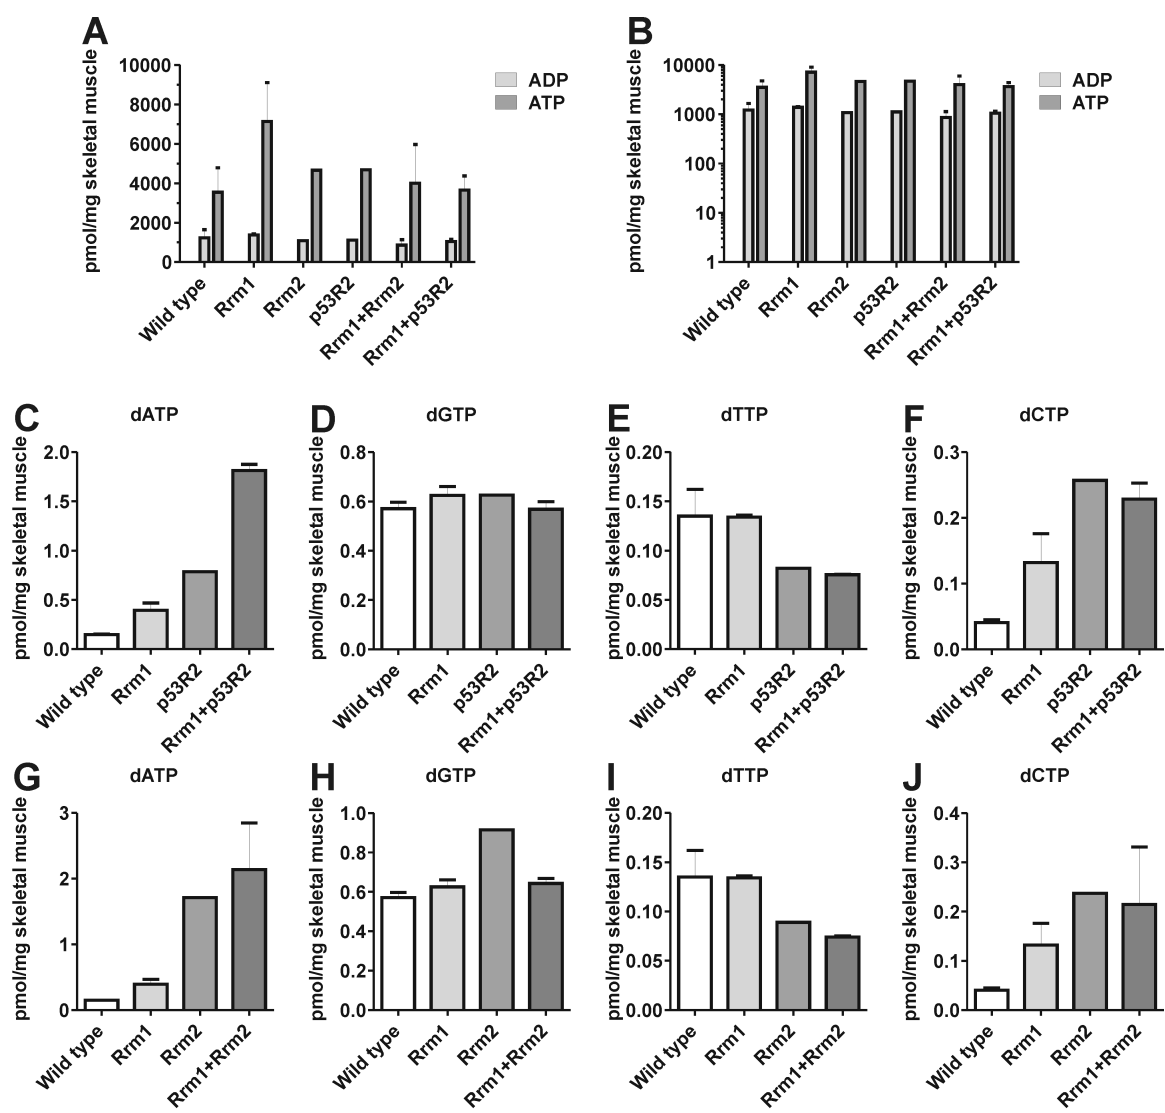 A
pmol/mg skeletal muscle
10000
8000
6000
4000
2000
0
Wild type
Rrm1
Rrm2
p53R2
Rrm1+Rrm2
Rrm1+p53R2
ADP
ATP
B
pmol/mg skeletal muscle
10000
1000
100
10
1
Wild type
Rrm1
Rrm2
p53R2
Rrm1+Rrm2
Rrm1+p53R2
ADP
ATP
C
dATP
pmol/mg skeletal muscle
2.0
1.5
1.0
0.5
0.0
Wild type
Rrm1
p53R2
Rrm1+p53R2
D
dGTP
pmol/mg skeletal muscle
0.8
0.6
0.4
0.2
0.0
Wild type
Rrm1
p53R2
Rrm1+p53R2
E
dTTP
pmol/mg skeletal muscle
0.20
0.15
0.10
0.05
0.00
Wild type
Rrm1
p53R2
Rrm1+p53R2
F
dCTP
pmol/mg skeletal muscle
0.3
0.2
0.1
0.0
Wild type
Rrm1
p53R2
Rrm1+p53R2
G
dATP
pmol/mg skeletal muscle
3
2
1
0
Wild type
Rrm1
Rrm2
Rrm1+Rrm2
H
dGTP
pmol/mg skeletal muscle
1.0
0.8
0.6
0.4
0.2
0.0
Wild type
Rrm1
Rrm2
Rrm1+Rrm2
I
dTTP
pmol/mg skeletal muscle
0.20
0.15
0.10
0.05
0.00
Wild type
Rrm1
Rrm2
Rrm1+Rrm2
J
dCTP
pmol/mg skeletal muscle
0.4
0.3
0.2
0.1
0.0
Wild type
Rrm1
Rrm2
Rrm1+Rrm2